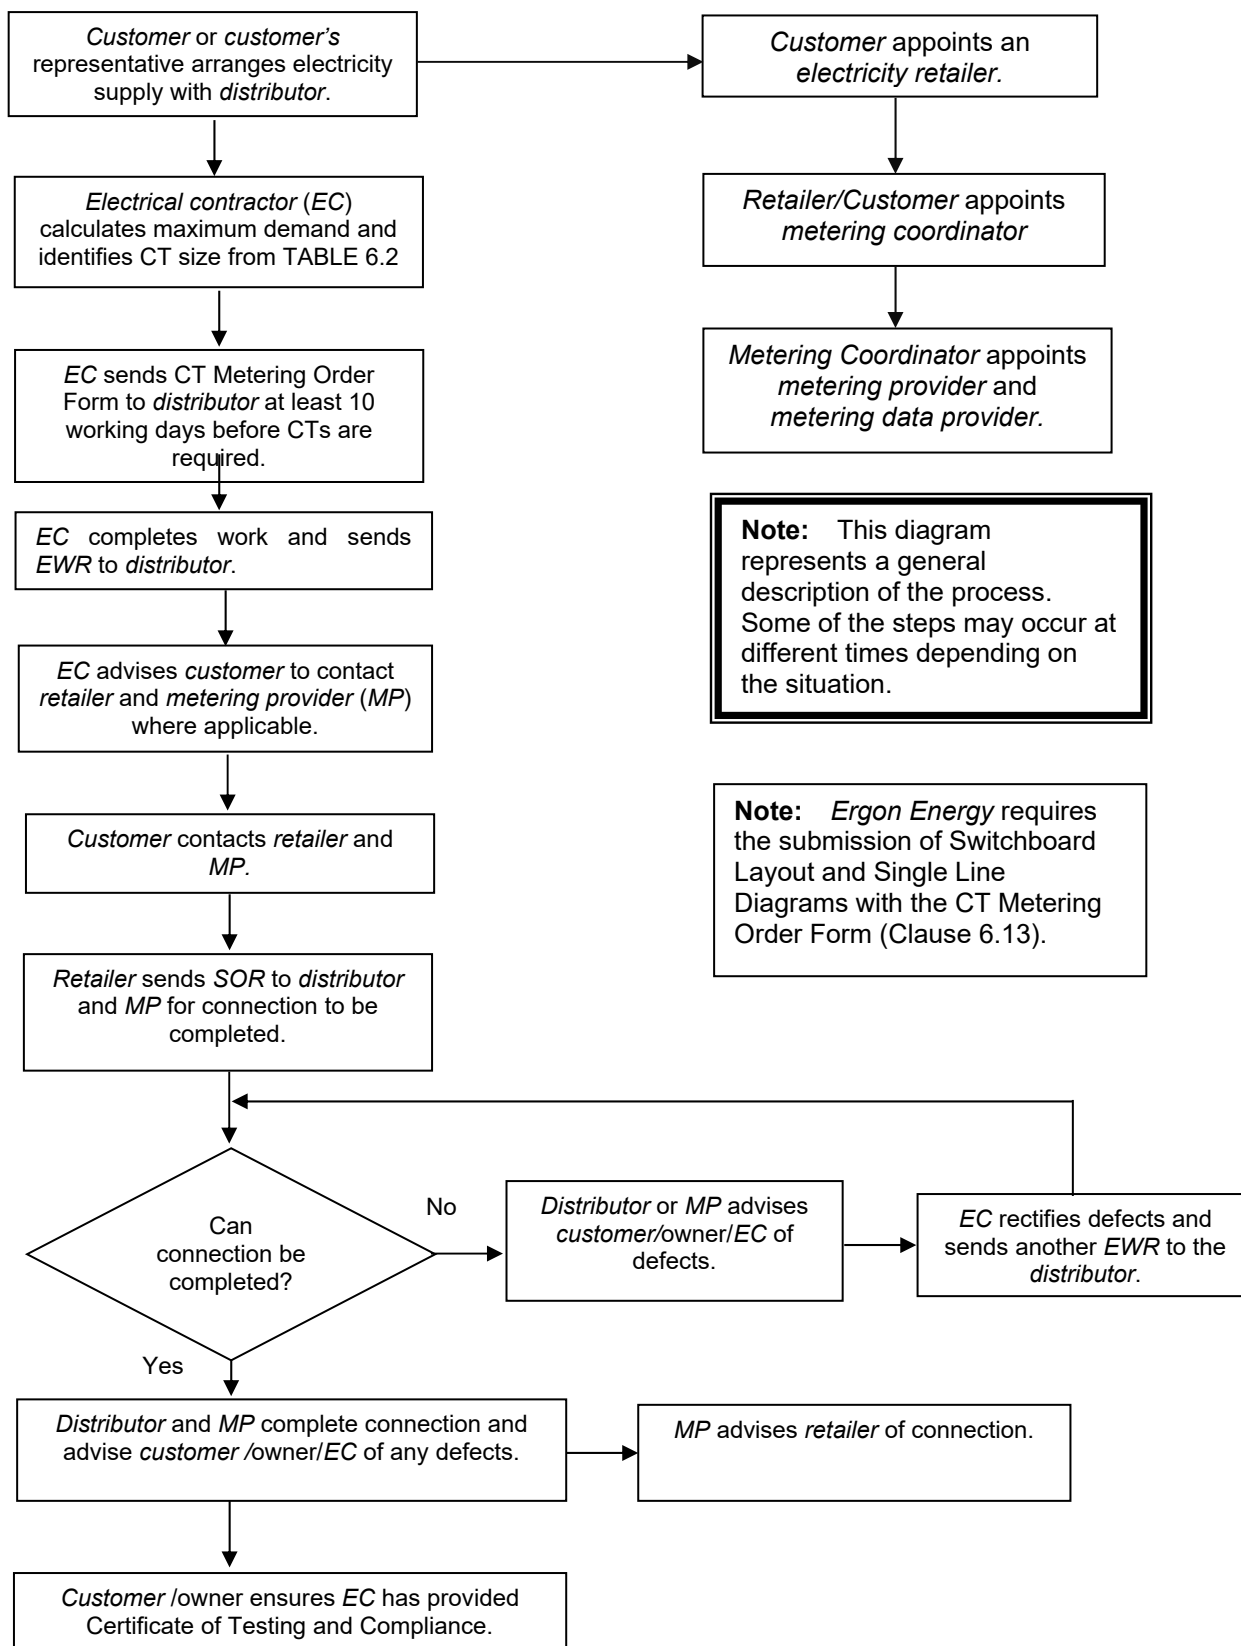 Customer or customer's
representative arranges electricity
supply with distributor.
Customer appoints an
electricity retailer.
Electrical contractor (EC)
calculates maximum demand and
identifies CT size from TABLE 6.2
Retailer/Customer appoints
metering coordinator
EC sends CT Metering Order
Form to distributor at least 10
working days before CTs are
required.
Metering Coordinator appoints
metering provider and
metering data provider.
EC completes work and sends
EWR to distributor.
Note: This diagram
represents a general
description of the process.
Some of the steps may occur at
different times depending on
the situation.
EC advises customer to contact
retailer and metering provider (MP)
where applicable.
Customer contacts retailer and
MP.
Note: Ergon Energy requires
the submission of Switchboard
Layout and Single Line
Diagrams with the CT Metering
Order Form (Clause 6.13).
Retailer sends SOR to distributor
and MP for connection to be
completed.
Can
connection be
completed?
No
Distributor or MP advises
customer/owner/EC of
defects.
EC rectifies defects and
sends another EWR to the
distributor.
Yes
Distributor and MP complete connection and
advise customer /owner/EC of any defects.
MP advises retailer of connection.
Customer /owner ensures EC has provided
Certificate of Testing and Compliance.